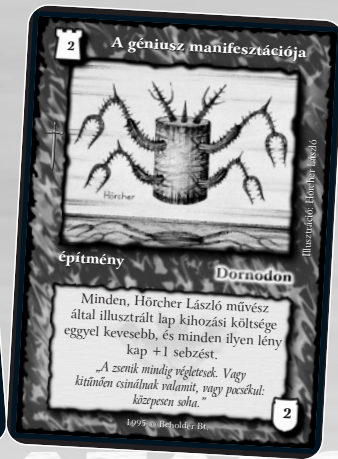 2
A géniusz manifesztációja
Hörcher
Illusztráció: Hörcher László
építmény
Dornodon
Minden, Hörcher László művész
által illusztrált lap kihozási költsége
eggyel kevesebb, és minden ilyen lény
kap +1 sebzést.
„A zsenik mindig végletesek. Vagy
kitűnően csinálnak valamit, vagy pocsékul:
közepesen soha.”
1995 © Beholder Bt.
2